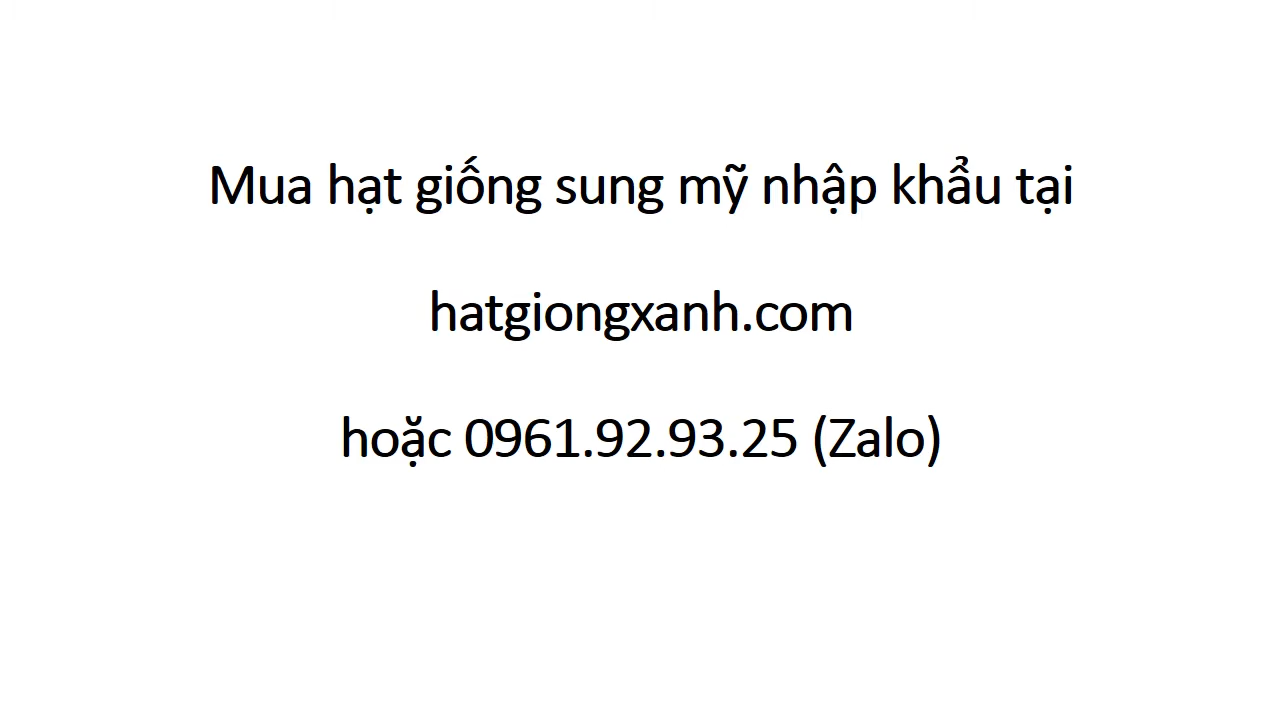 Mua hạt giống sung mỹ nhập khẩu tại
hatgiongxanh.com
hoặc 0961.92.93.25 (Zalo)